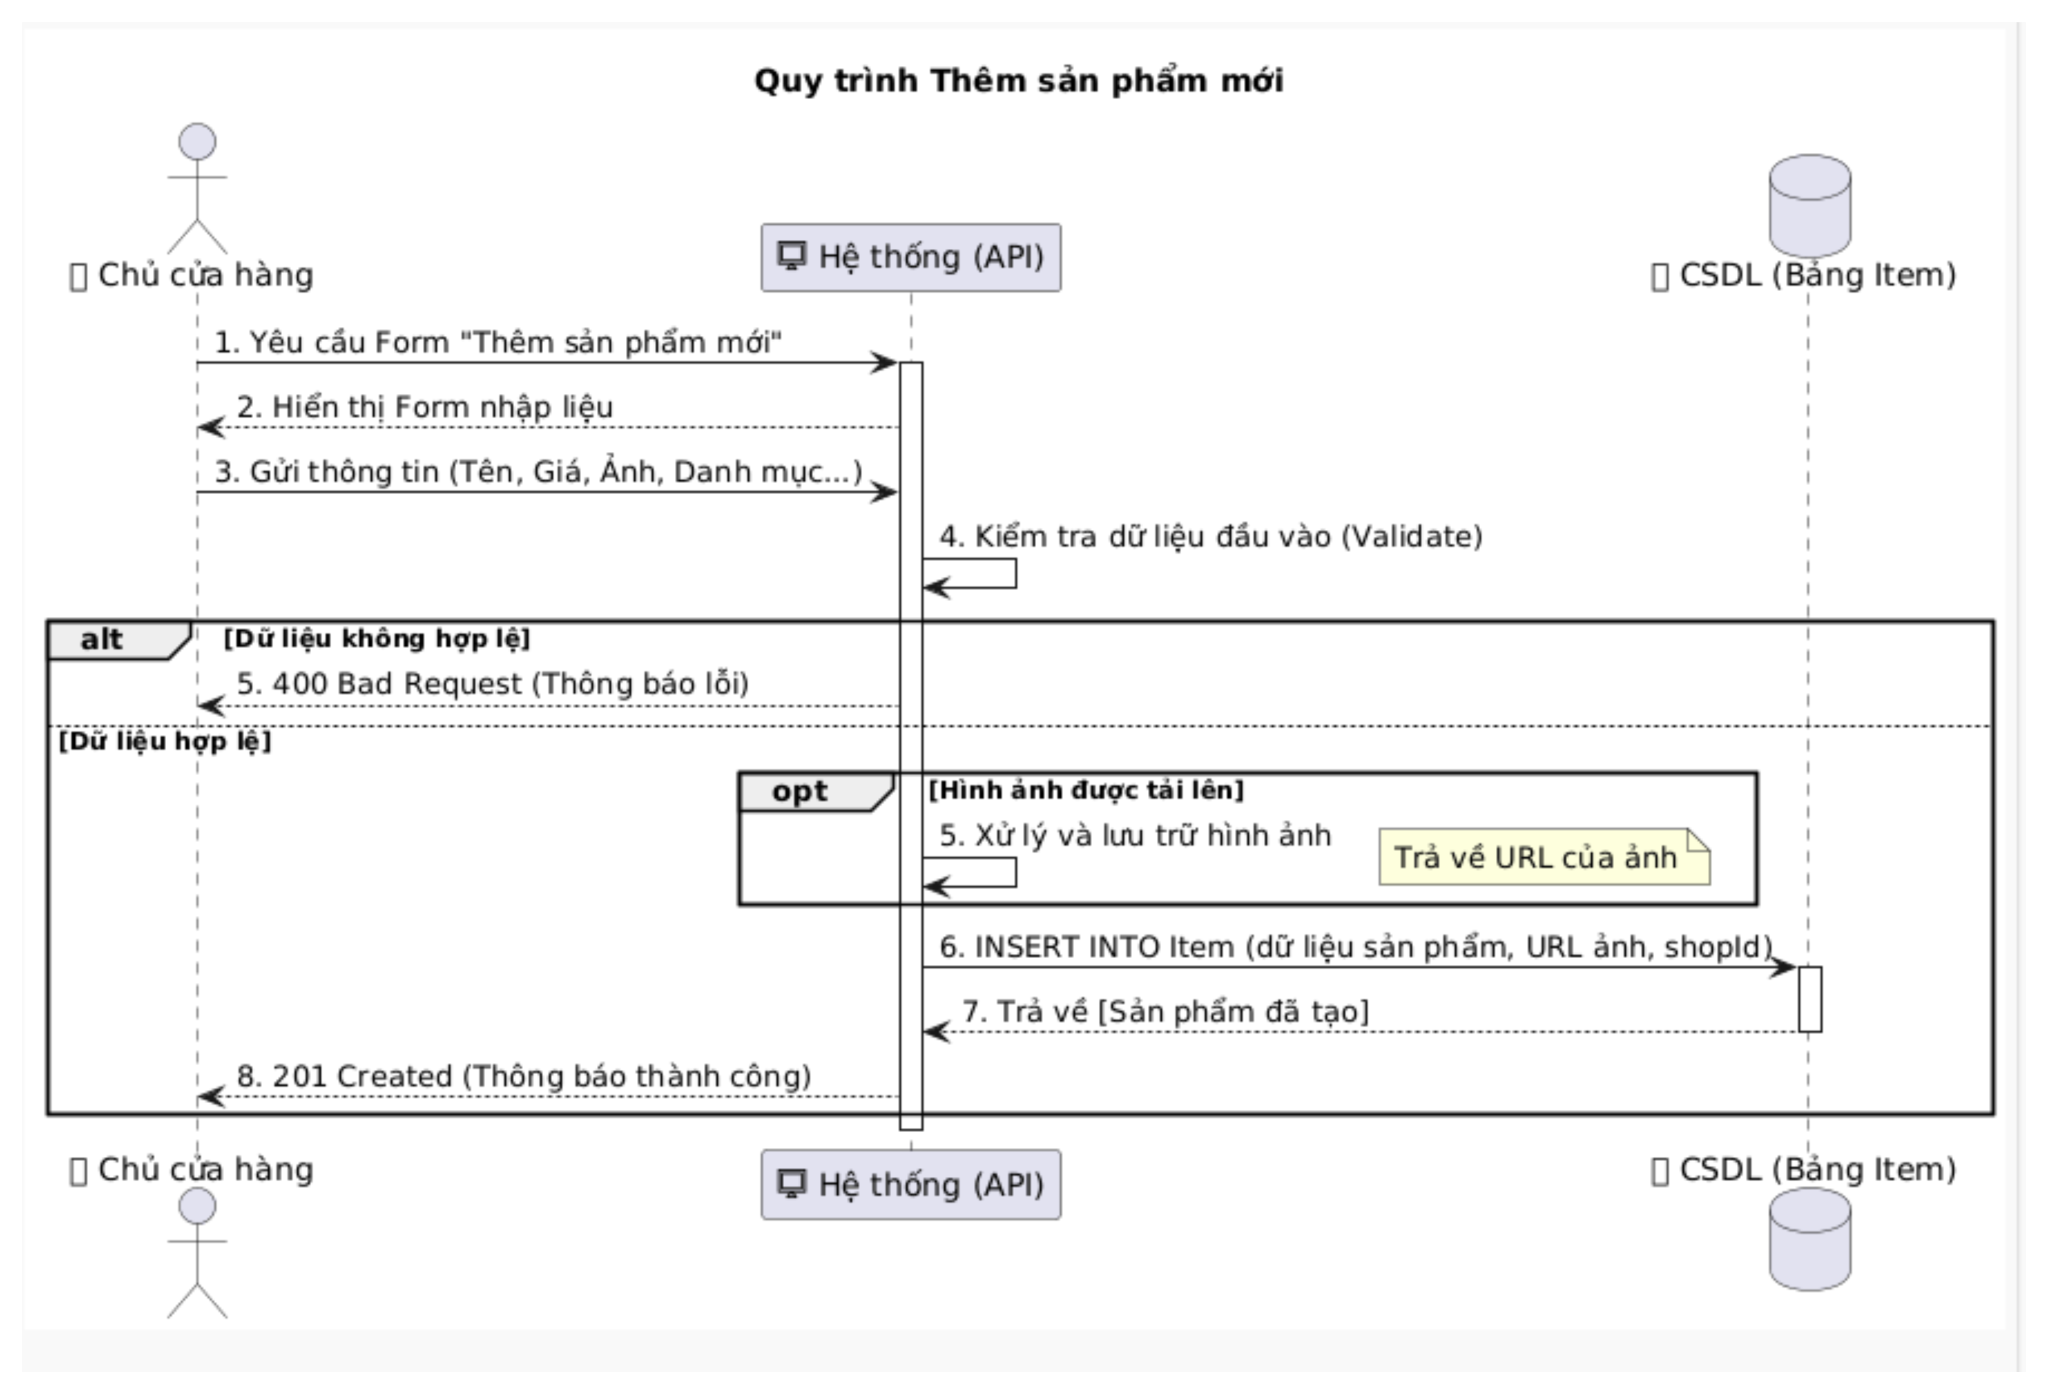 Quy trình Thêm sản phẩm mới
Chủ cửa hàng
Hệ thống (API)
CSDL (Bảng Item)
1. Yêu cầu Form "Thêm sản phẩm mới"
2. Hiển thị Form nhập liệu
3. Gửi thông tin (Tên, Giá, Ảnh, Danh mục...)
4. Kiểm tra dữ liệu đầu vào (Validate)
alt [Dữ liệu không hợp lệ]
5. 400 Bad Request (Thông báo lỗi)
[Dữ liệu hợp lệ]
opt [Hình ảnh được tải lên]
5. Xử lý và lưu trữ hình ảnh
Trả về URL của ảnh
6. INSERT INTO Item (dữ liệu sản phẩm, URL ảnh, shopId)
7. Trả về [Sản phẩm đã tạo]
8. 201 Created (Thông báo thành công)
Chủ cửa hàng
Hệ thống (API)
CSDL (Bảng Item)